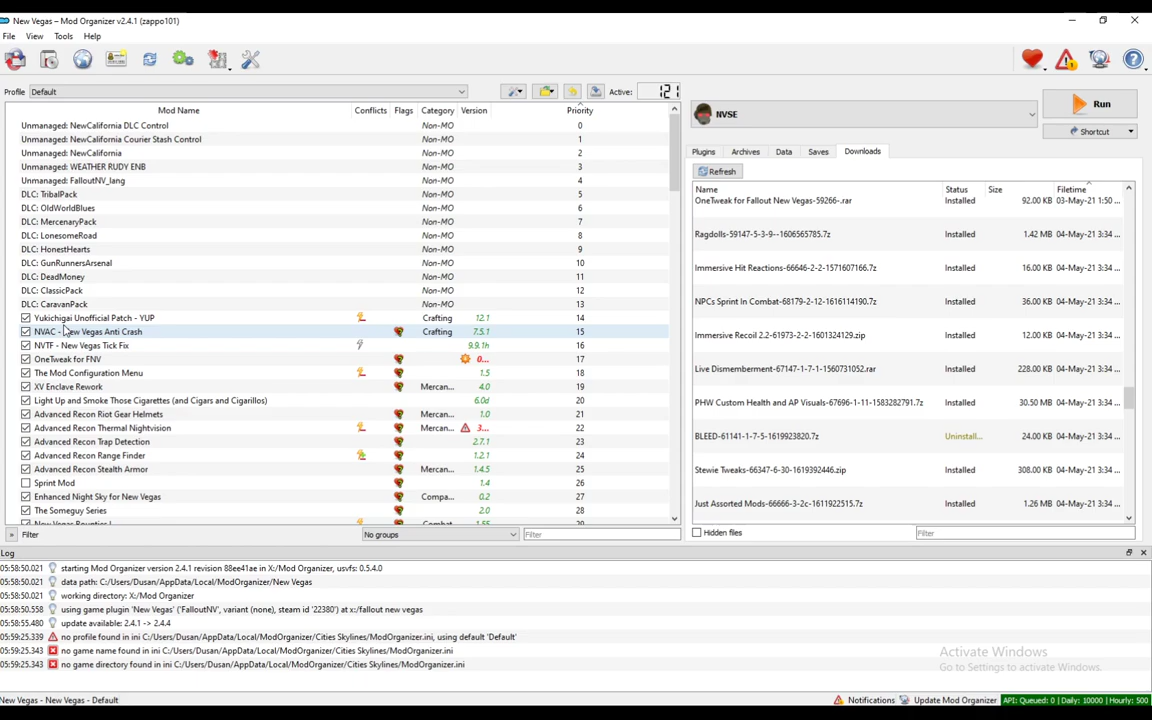 New Vegas – Mod Organizer v2.4.1 (zappo101)
File View Tools Help
Profile Default Active: 121
Mod Name Conflicts Flags Category Version Priority
Unmanaged: NewCalifornia DLC Control Non-MO 0
Unmanaged: NewCalifornia Courier Stash Control Non-MO 1
Unmanaged: NewCalifornia Non-MO 2
Unmanaged: WEATHER RUDY ENB Non-MO 3
Unmanaged: FalloutNV_lang Non-MO 4
DLC: TribalPack Non-MO 5
DLC: OldWorldBlues Non-MO 6
DLC: MercenaryPack Non-MO 7
DLC: LonesomeRoad Non-MO 8
DLC: HonestHearts Non-MO 9
DLC: GunRunnersArsenal Non-MO 10
DLC: DeadMoney Non-MO 11
DLC: ClassicPack Non-MO 12
DLC: CaravanPack Non-MO 13
Yukichigai Unofficial Patch - YUP Crafting 12.1 14
NVAC - New Vegas Anti Crash Crafting 7.5.1 15
NVTF - New Vegas Tick Fix 9.9.1h 16
OneTweak for FNV 0... 17
The Mod Configuration Menu 1.5 18
XV Enclave Rework Mercan... 4.0 19
Light Up and Smoke Those Cigarettes (and Cigars and Cigarillos) 6.0d 20
Advanced Recon Riot Gear Helmets Mercan... 1.0 21
Advanced Recon Thermal Nightvision Mercan... 3... 22
Advanced Recon Trap Detection 2.7.1 23
Advanced Recon Range Finder 1.2.1 24
Advanced Recon Stealth Armor Mercan... 1.4.5 25
Sprint Mod 1.4 26
Enhanced Night Sky for New Vegas Compa... 0.2 27
The Someguy Series 2.0 28
New Vegas Bounties I Combat 1.55 29
» Filter No groups Filter
NVSE
Run
Shortcut
Plugins Archives Data Saves Downloads
Refresh
Name Status Size Filetime
OneTweak for Fallout New Vegas-59266-.rar Installed 92.00 KB 03-May-21 1:50 ...
Ragdolls-59147-5-3-9--1606565785.7z Installed 1.42 MB 04-May-21 3:34 ...
Immersive Hit Reactions-66646-2-2-1571607166.7z Installed 16.00 KB 04-May-21 3:34 ...
NPCs Sprint In Combat-68179-2-12-1616114190.7z Installed 36.00 KB 04-May-21 3:34 ...
Immersive Recoil 2.2-61973-2-2-1601324129.zip Installed 12.00 KB 04-May-21 3:34 ...
Live Dismemberment-67147-1-7-1-1560731052.rar Installed 228.00 KB 04-May-21 3:34 ...
PHW Custom Health and AP Visuals-67696-1-11-1583282791.7z Installed 30.50 MB 04-May-21 3:34 ...
BLEED-61141-1-7-5-1619923820.7z Uninstall... 24.00 KB 04-May-21 3:34 ...
Stewie Tweaks-66347-6-30-1619392446.zip Installed 308.00 KB 04-May-21 3:34 ...
Just Assorted Mods-66666-3-2c-1611922515.7z Installed 1.26 MB 04-May-21 3:34 ...
Hidden files Filter
Log
05:58:50.021 starting Mod Organizer version 2.4.1 revision 88ee41ae in X:/Mod Organizer, usvfs: 0.5.4.0
05:58:50.021 data path: C:/Users/Dusan/AppData/Local/ModOrganizer/New Vegas
05:58:50.021 working directory: X:/Mod Organizer
05:58:50.558 using game plugin 'New Vegas' ('FalloutNV', variant (none), steam id '22380') at x:/fallout new vegas
05:58:55.480 update available: 2.4.1 -> 2.4.4
05:59:25.339 no profile found in ini C:/Users/Dusan/AppData/Local/ModOrganizer/Cities Skylines/ModOrganizer.ini, using default 'Default'
05:59:25.343 no game name found in ini C:/Users/Dusan/AppData/Local/ModOrganizer/Cities Skylines/ModOrganizer.ini
05:59:25.343 no game directory found in ini C:/Users/Dusan/AppData/Local/ModOrganizer/Cities Skylines/ModOrganizer.ini
Activate Windows
Go to Settings to activate Windows.
New Vegas - New Vegas - Default Notifications Update Mod Organizer API: Queued: 0 | Daily: 10000 | Hourly: 500